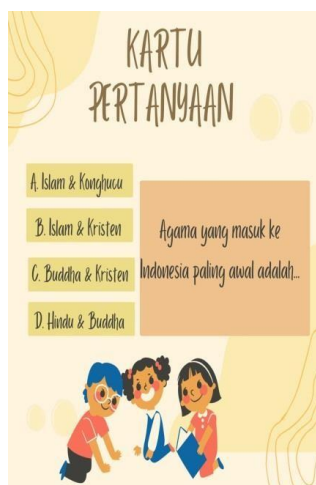 KARTU
PERTANYAAN
A. Islam & Konghucu
B. Islam & Kristen
C. Buddha & Kristen
D. Hindu & Buddha
Agama yang masuk ke
Indonesia paling awal adalah...